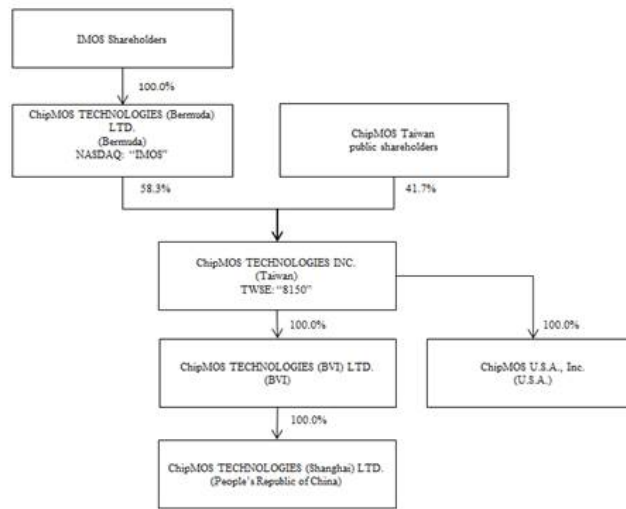 IMOS Shareholders
100.0%
ChipMOS TECHNOLOGIES (Bermuda)
LTD.
(Bermuda)
NASDAQ: “IMOS”
ChipMOS Taiwan
public shareholders
58.3%
41.7%
ChipMOS TECHNOLOGIES INC.
(Taiwan)
TWSE: “8150”
100.0%
100.0%
ChipMOS TECHNOLOGIES (BVI) LTD.
(BVI)
ChipMOS U.S.A., Inc.
(U.S.A.)
100.0%
ChipMOS TECHNOLOGIES (Shanghai) LTD.
(People’s Republic of China)